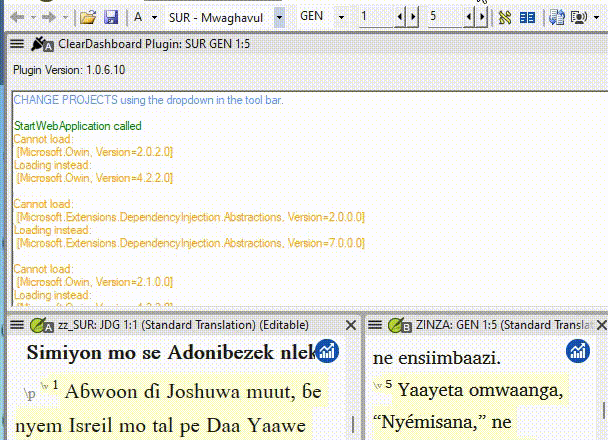 A SUR - Mwaghavul GEN 1 5
A ClearDashboard Plugin: SUR GEN 1:5
Plugin Version: 1.0.6.10
CHANGE PROJECTS using the dropdown in the tool bar.
StartWebApplication called
Cannot load:
[Microsoft.Owin, Version=2.0.2.0]
Loading instead:
[Microsoft.Owin, Version=4.2.2.0]
Cannot load:
[Microsoft.Extensions.DependencyInjection.Abstractions, Version=2.0.0.0]
Loading instead:
[Microsoft.Extensions.DependencyInjection.Abstractions, Version=7.0.0.0]
Cannot load:
[Microsoft.Owin, Version=2.1.0.0]
Loading instead:
A zz_SUR: JDG 1:1 (Standard Translation) (Editable)
Simiyon mo se Adonibezek
\p \v 1 Aɓwoon ɗi Joshuwa muut, ɓe
nyem Isreil mo tal pe Daa Yaawe
B ZINZA: GEN 1:5 (Standard
ne ensiimbaazi.
\v 5 Yaayeta omwaanga,
“Nyémisana,” ne